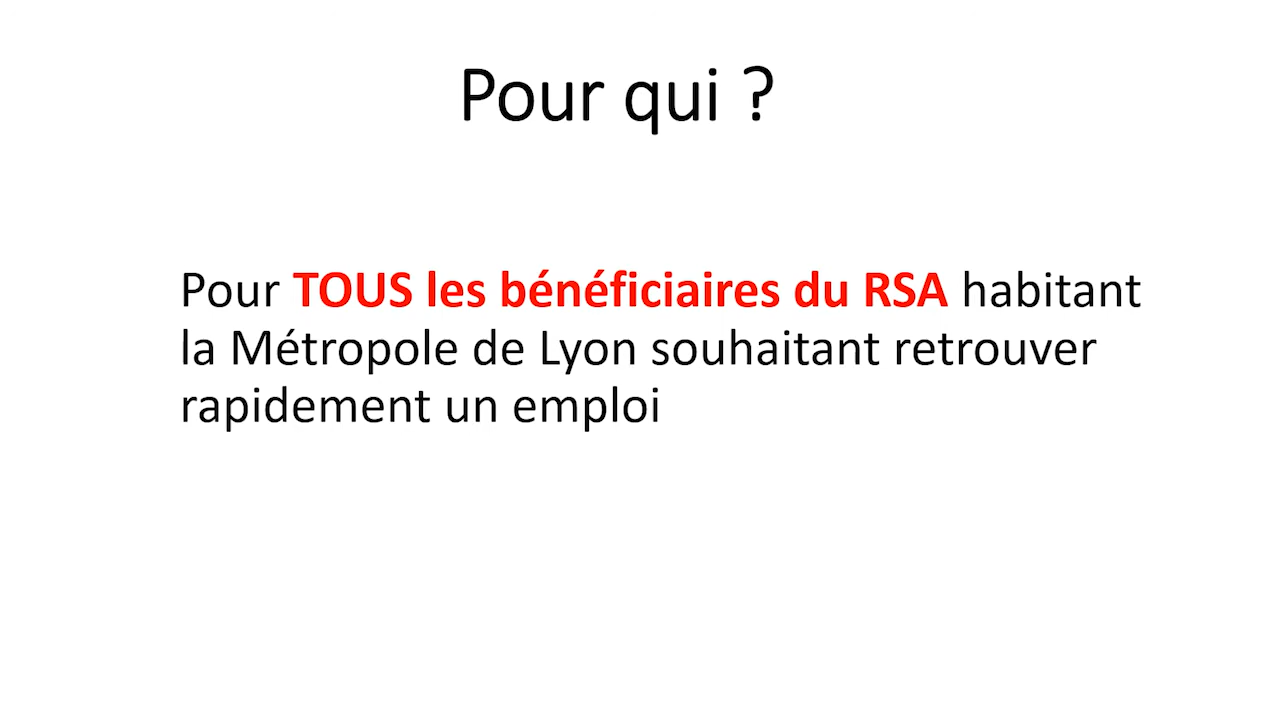 Pour qui ?
Pour TOUS les bénéficiaires du RSA habitant
la Métropole de Lyon souhaitant retrouver
rapidement un emploi